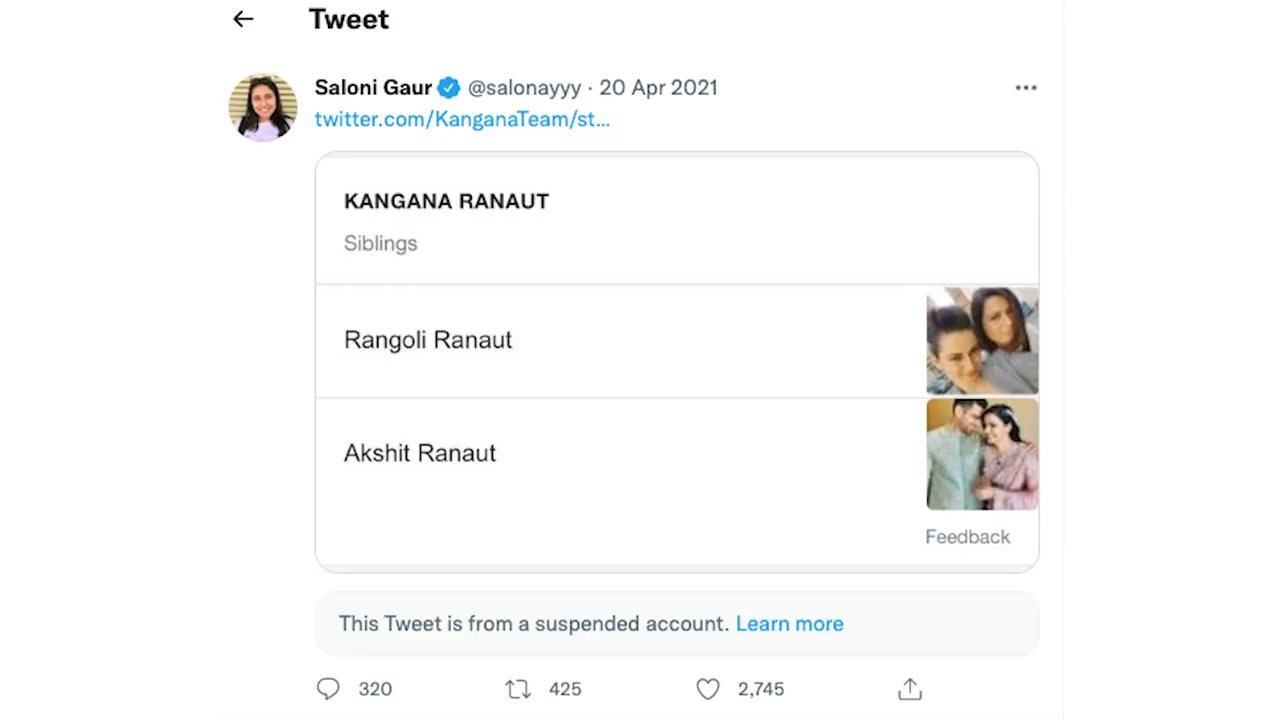 Tweet
Saloni Gaur @salonayyy · 20 Apr 2021
twitter.com/KanganaTeam/st...
KANGANA RANAUT
Siblings
Rangoli Ranaut
Akshit Ranaut
Feedback
This Tweet is from a suspended account. Learn more
320 425 2,745